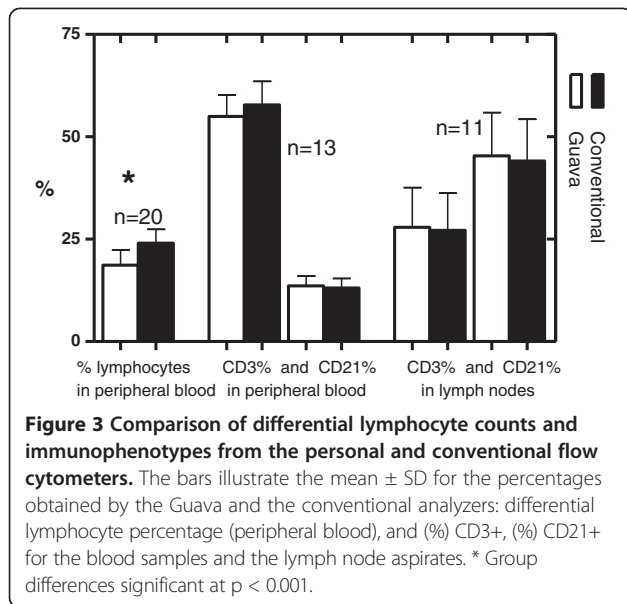 75
50
25
0
%
*
n=20
n=13
n=11
Guava
Conventional
% lymphocytes
in peripheral blood
CD3% and CD21%
in peripheral blood
CD3% and CD21%
in lymph nodes
Figure 3 Comparison of differential lymphocyte counts and
immunophenotypes from the personal and conventional flow
cytometers. The bars illustrate the mean ± SD for the percentages
obtained by the Guava and the conventional analyzers: differential
lymphocyte percentage (peripheral blood), and (%) CD3+, (%) CD21+
for the blood samples and the lymph node aspirates. * Group
differences significant at p < 0.001.